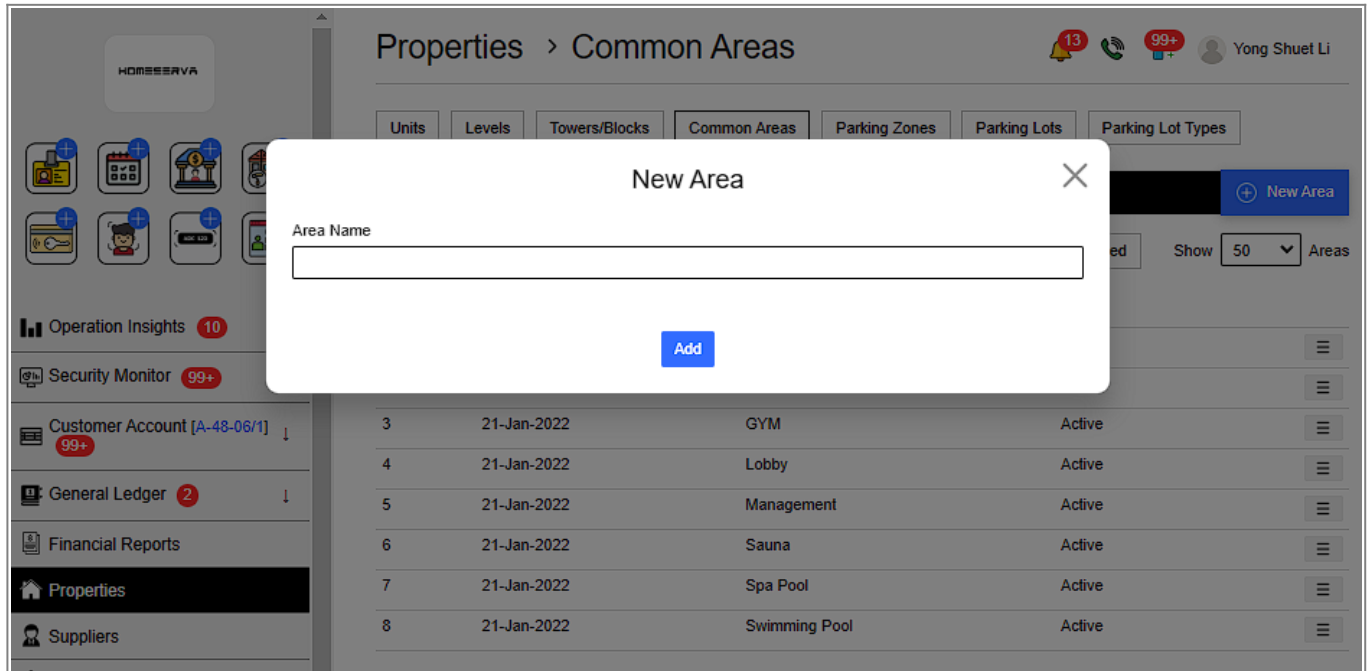 HOMESERVA
Properties > Common Areas
13
99+
Yong Shuet Li
Units Levels Towers/Blocks Common Areas Parking Zones Parking Lots Parking Lot Types
New Area
New Area
Area Name
ed Show 50 Areas
Add
Operation Insights 10
Security Monitor 99+
Customer Account [A-48-06/1]
99+
General Ledger 2
Financial Reports
Properties
Suppliers
3 21-Jan-2022 GYM Active
4 21-Jan-2022 Lobby Active
5 21-Jan-2022 Management Active
6 21-Jan-2022 Sauna Active
7 21-Jan-2022 Spa Pool Active
8 21-Jan-2022 Swimming Pool Active